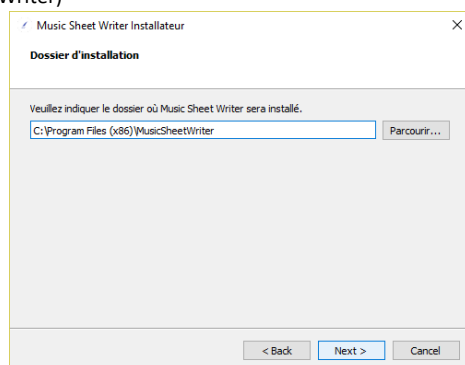 Writer)
Music Sheet Writer Installateur
Dossier d'installation
Veuillez indiquer le dossier où Music Sheet Writer sera installé.
C:\Program Files (x86)\MusicSheetWriter
Parcourir...
< Back
Next >
Cancel